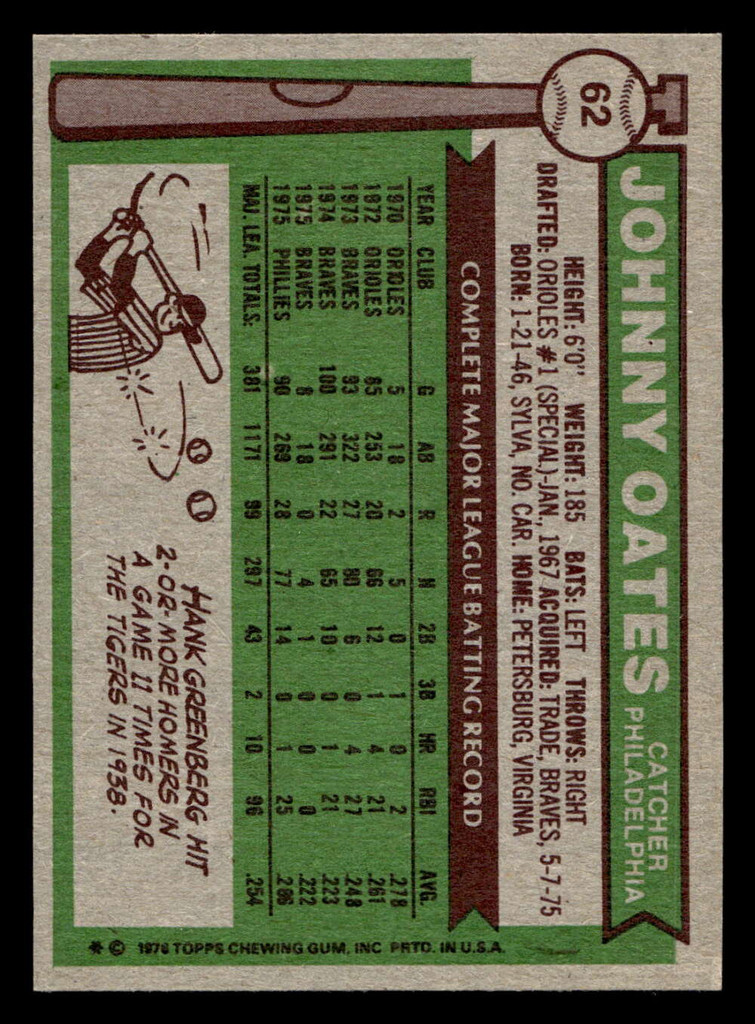 62
JOHNNY OATES
CATCHER
PHILADELPHIA
HEIGHT: 6'0" WEIGHT: 185 BATS: LEFT THROWS: RIGHT
DRAFTED: ORIOLES #1 (SPECIAL)-JAN., 1967 ACQUIRED: TRADE, BRAVES, 5-7-75
BORN: 1-21-46, SYLVA, NO. CAR. HOME: PETERSBURG, VIRGINIA
COMPLETE MAJOR LEAGUE BATTING RECORD
YEAR CLUB G AB R H 2B 3B HR RBI AVG.
1970 ORIOLES 5 18 2 5 0 1 0 2 .278
1972 ORIOLES 85 253 20 66 12 1 4 21 .261
1973 BRAVES 93 322 27 80 6 0 4 27 .248
1974 BRAVES 100 291 22 65 10 0 1 21 .223
1975 BRAVES 8 18 0 4 1 0 0 0 .222
1975 PHILLIES 90 269 28 77 14 0 1 25 .286
MAJ. LEA. TOTALS: 381 1171 99 297 43 2 10 96 .254
HANK GREENBERG HIT
2-OR-MORE HOMERS IN
A GAME 11 TIMES FOR
THE TIGERS IN 1938.
* © 1976 TOPPS CHEWING GUM, INC PRTD. IN U.S.A.